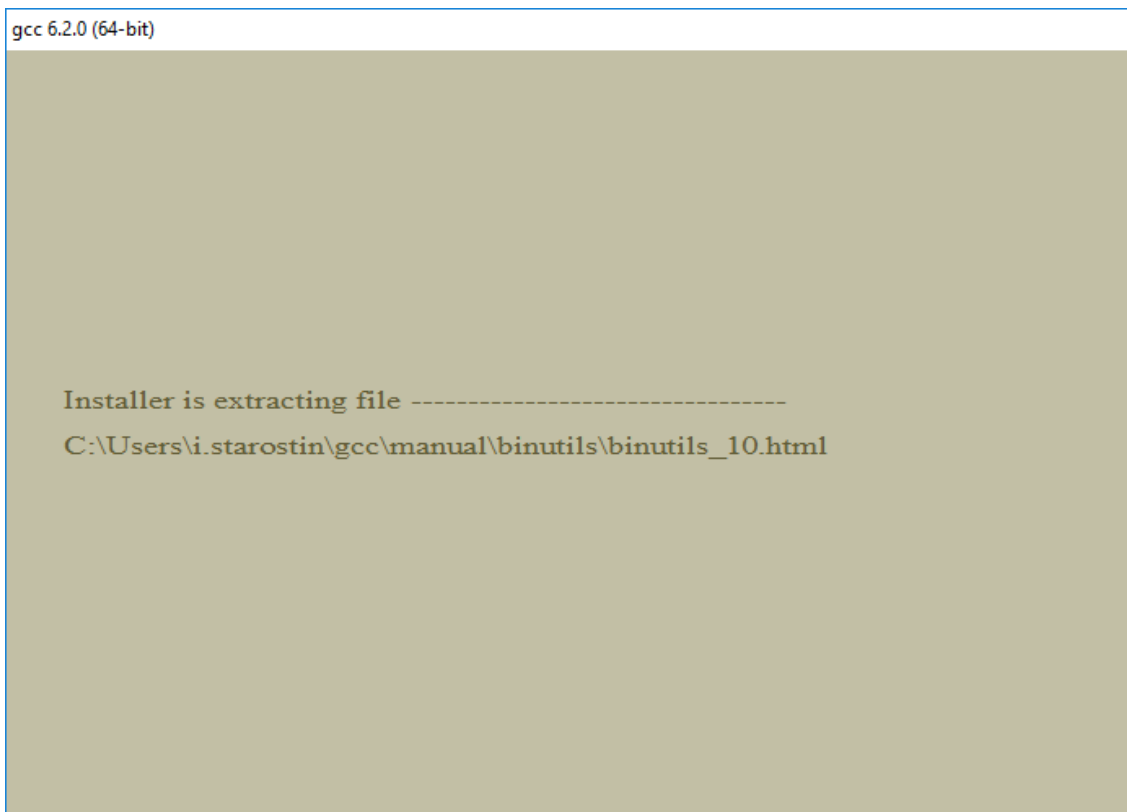 gcc 6.2.0 (64-bit)
Installer is extracting file ---------------------------------
C:\Users\i.starostin\gcc\manual\binutils\binutils_10.html